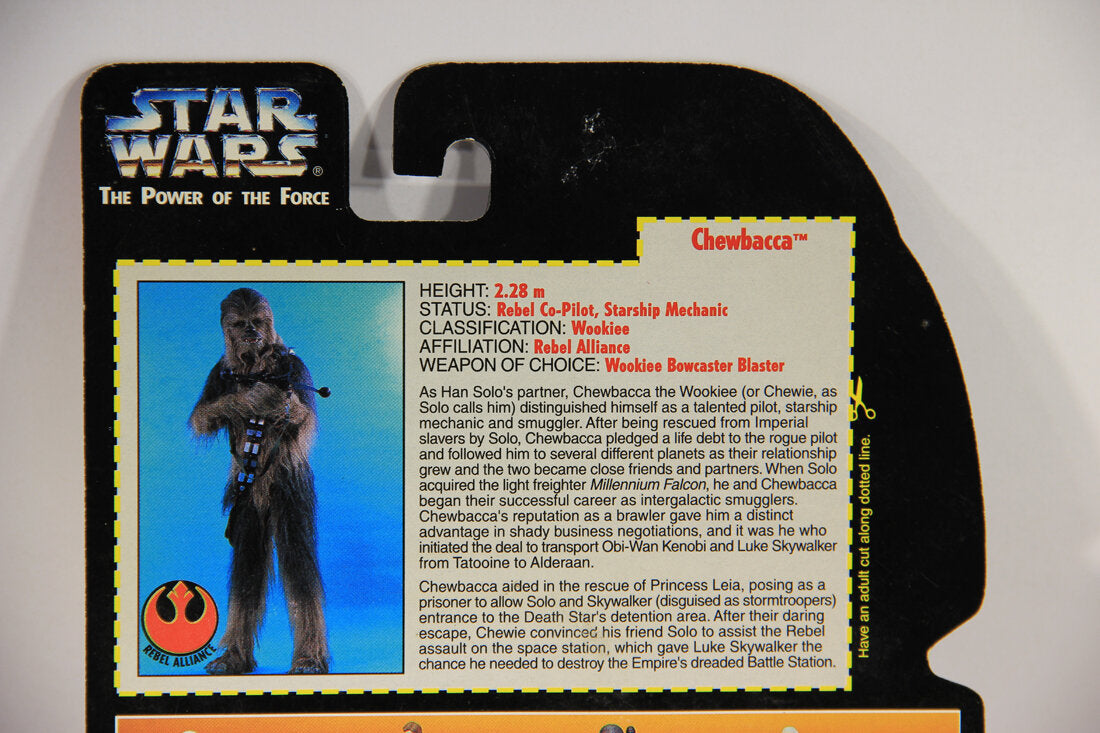 STAR
WARS®
THE POWER OF THE FORCE
Chewbacca™
HEIGHT: 2.28 m
STATUS: Rebel Co-Pilot, Starship Mechanic
CLASSIFICATION: Wookiee
AFFILIATION: Rebel Alliance
WEAPON OF CHOICE: Wookiee Bowcaster Blaster
As Han Solo's partner, Chewbacca the Wookiee (or Chewie, as
Solo calls him) distinguished himself as a talented pilot, starship
mechanic and smuggler. After being rescued from Imperial
slavers by Solo, Chewbacca pledged a life debt to the rogue pilot
and followed him to several different planets as their relationship
grew and the two became close friends and partners. When Solo
acquired the light freighter Millennium Falcon, he and Chewbacca
began their successful career as intergalactic smugglers.
Chewbacca's reputation as a brawler gave him a distinct
advantage in shady business negotiations, and it was he who
initiated the deal to transport Obi-Wan Kenobi and Luke Skywalker
from Tatooine to Alderaan.
Chewbacca aided in the rescue of Princess Leia, posing as a
prisoner to allow Solo and Skywalker (disguised as stormtroopers)
entrance to the Death Star's detention area. After their daring
escape, Chewie convinced his friend Solo to assist the Rebel
assault on the space station, which gave Luke Skywalker the
chance he needed to destroy the Empire's dreaded Battle Station.
REBEL ALLIANCE
Have an adult cut along dotted line.